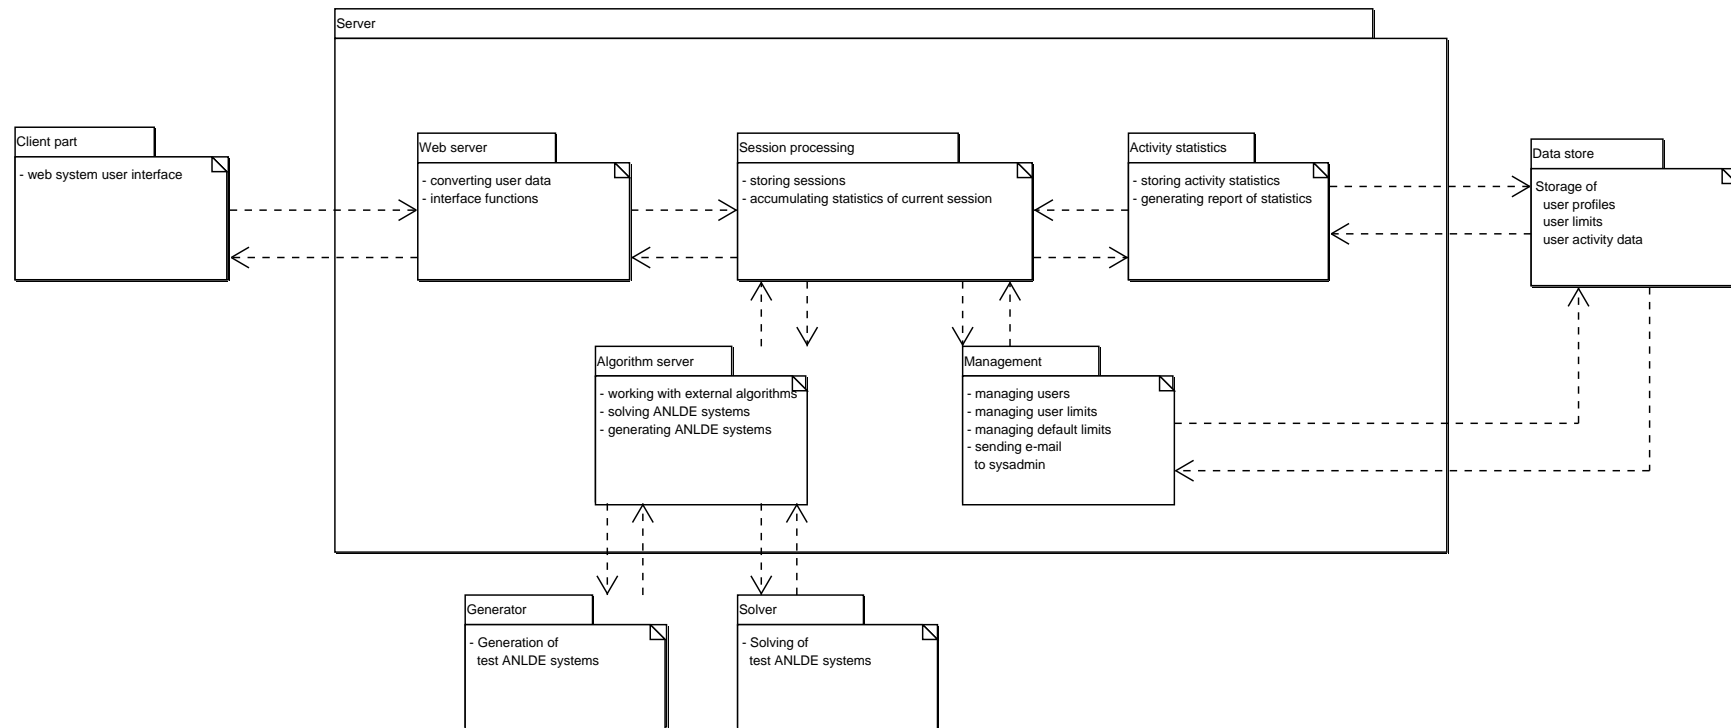 Server
Client part
- web system user interface
Web server
- converting user data
- interface functions
Session processing
- storing sessions
- accumulating statistics of current session
Activity statistics
- storing activity statistics
- generating report of statistics
Data store
Storage of
user profiles
user limits
user activity data
Algorithm server
- working with external algorithms
- solving ANLDE systems
- generating ANLDE systems
Management
- managing users
- managing user limits
- managing default limits
- sending e-mail
to sysadmin
Generator
- Generation of
test ANLDE systems
Solver
- Solving of
test ANLDE systems